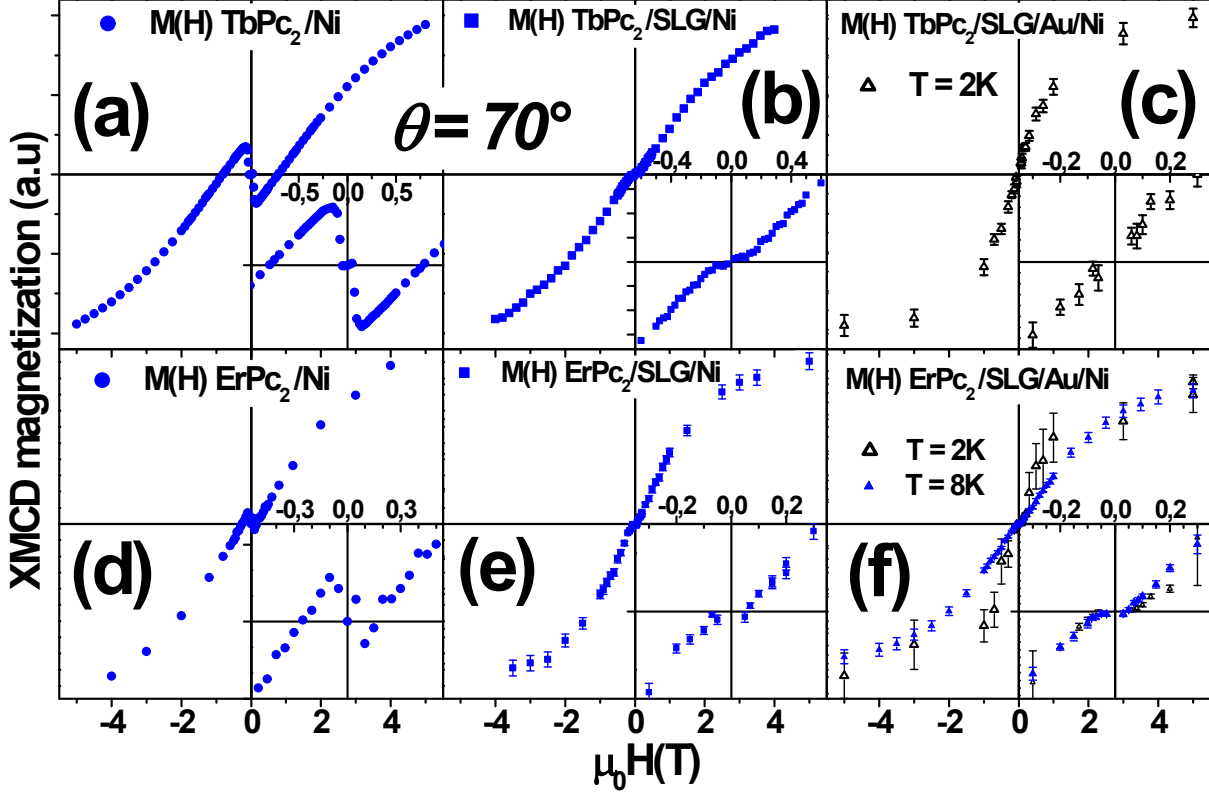 M(H) TbPc2/Ni
M(H) TbPc2/SLG/Ni
M(H) TbPc2/SLG/Au/Ni
T = 2K
(a)
(b)
(c)
θ = 70°
-0,5 0,0 0,5
-0,4 0,0 0,4
-0,2 0,0 0,2
XMCD magnetization (a.u)
M(H) ErPc2/Ni
M(H) ErPc2/SLG/Ni
M(H) ErPc2/SLG/Au/Ni
T = 2K
T = 8K
-0,3 0,0 0,3
-0,2 0,0 0,2
-0,2 0,0 0,2
(d)
(e)
(f)
-4 -2 0 2 4
-4 -2 0 2 4
-4 -2 0 2 4
μ0H(T)